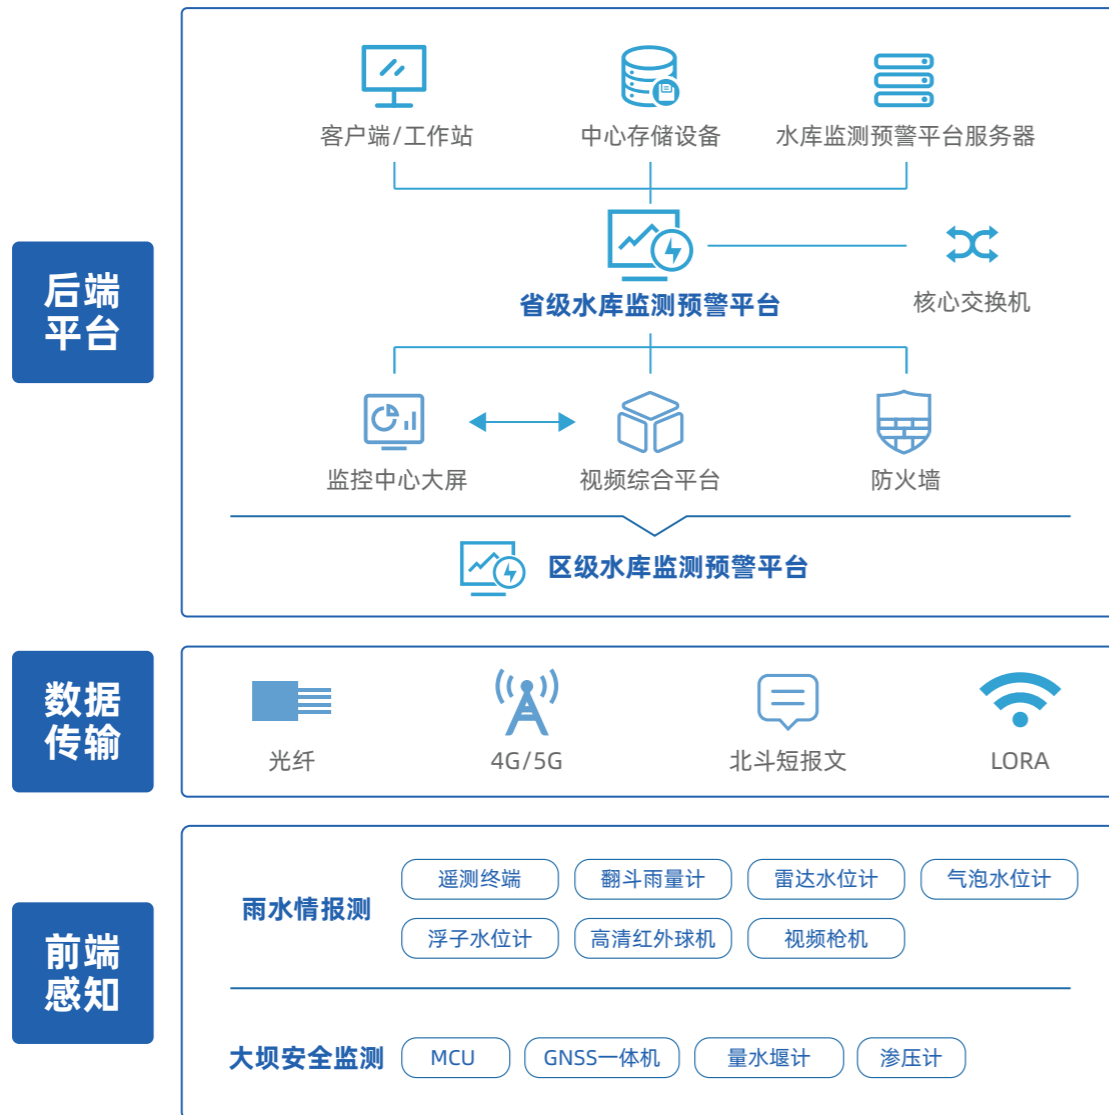 客户端/工作站
中心存储设备
水库监测预警平台服务器
后端
平台
省级水库监测预警平台
核心交换机
监控中心大屏
视频综合平台
防火墙
区级水库监测预警平台
数据
传输
光纤
4G/5G
北斗短报文
LORA
前端
感知
雨水情报测
遥测终端
翻斗雨量计
雷达水位计
气泡水位计
浮子水位计
高清红外球机
视频枪机
大坝安全监测
MCU
GNSS一体机
量水堰计
渗压计